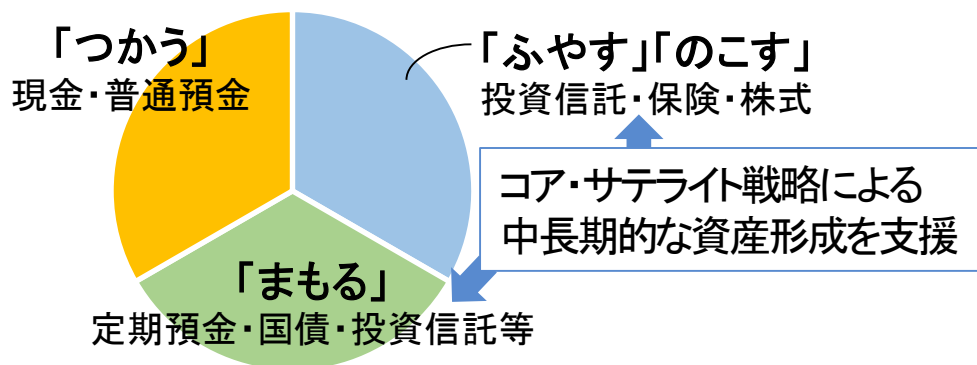 「つかう」
現金・普通預金
「ふやす」「のこす」
投資信託・保険・株式
コア・サテライト戦略による
中長期的な資産形成を支援
「まもる」
定期預金・国債・投資信託等